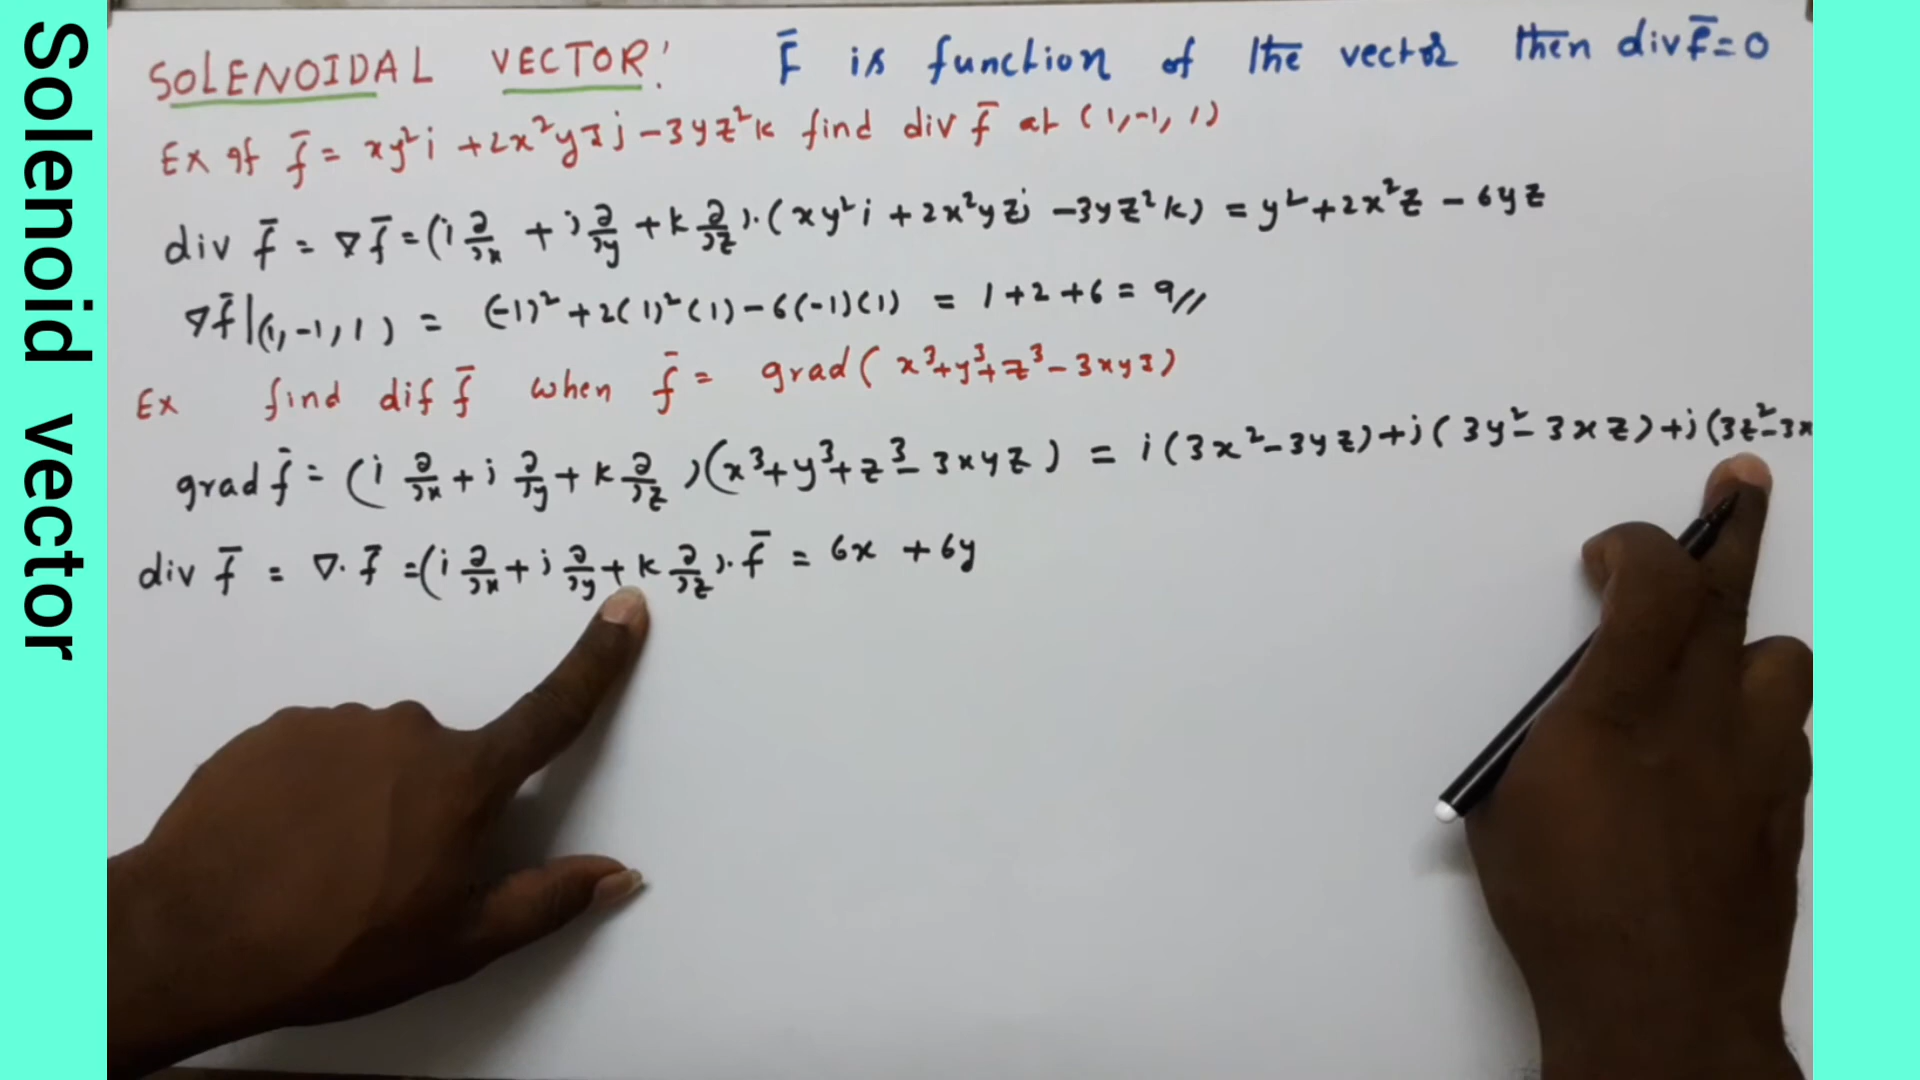 Solenoid vector
SOLENOIDAL VECTOR: F̄ is function of the vector then div F̄ = 0
Ex If f̄ = xy²i + 2x²yzj - 3yz²k find div f̄ at (1,-1, 1)
div f̄ = ∇f̄ = (i ∂/∂x + j ∂/∂y + k ∂/∂z).(xy²i + 2x²yzj - 3yz²k) = y² + 2x²z - 6yz
∇f̄|(1,-1,1) = (-1)² + 2(1)²(1) - 6(-1)(1) = 1+2+6 = 9//
Ex find dif f̄ when f̄ = grad(x³+y³+z³-3xyz)
grad f̄ = (i ∂/∂x + j ∂/∂y + k ∂/∂z)(x³+y³+z³-3xyz) = i(3x²-3yz)+j(3y²-3xz)+j(3z²-3x
div f̄ = ∇.f̄ = (i ∂/∂x + j ∂/∂y + k ∂/∂z).f̄ = 6x + 6y